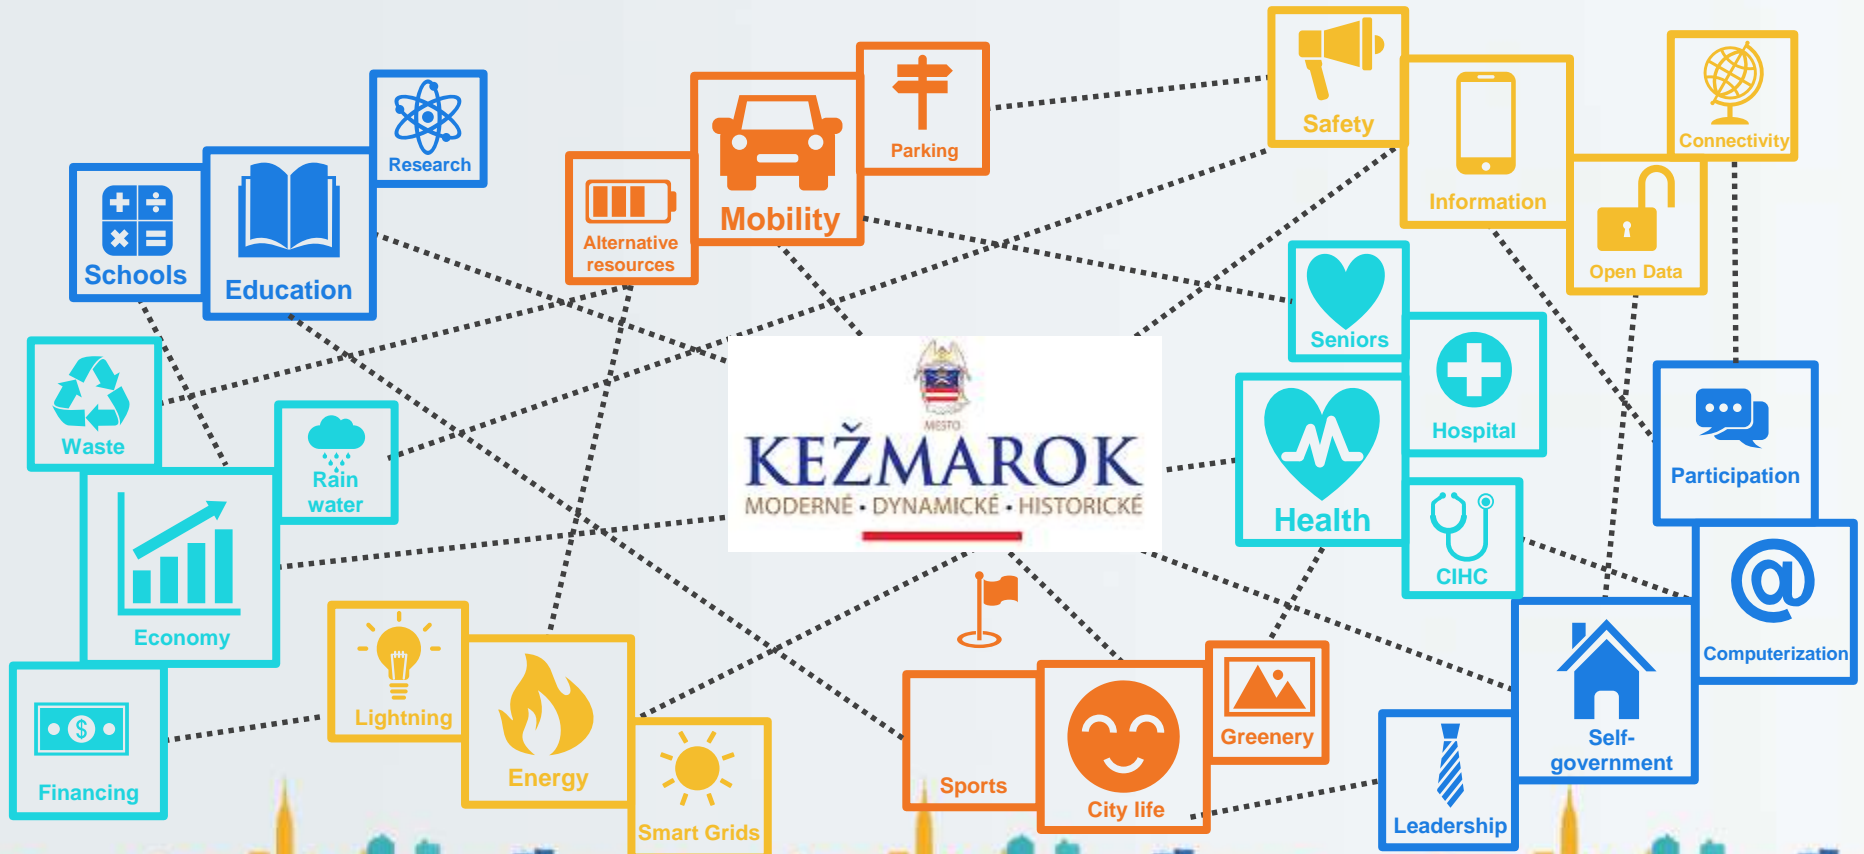 Research
Schools
Education
Alternative
resources
Mobility
Parking
Safety
Information
Connectivity
Open Data
Waste
Rain
water
Economy
Financing
Lightning
Energy
Smart Grids
MESTO
KEŽMAROK
MODERNÉ • DYNAMICKÉ • HISTORICKÉ
Seniors
Hospital
Health
CIHC
Participation
@
Computerization
Self-
government
Leadership
Sports
City life
Greenery